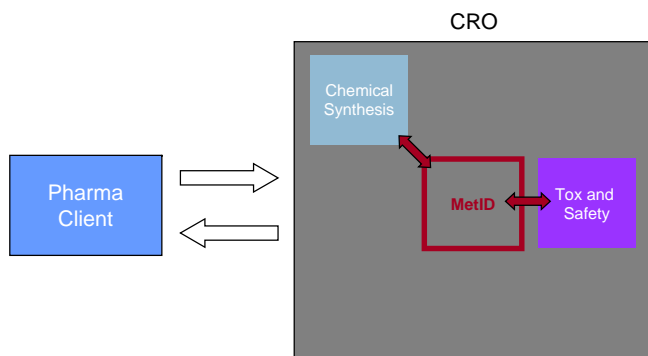 CRO
Chemical
Synthesis
Pharma
Client
MetID
Tox and
Safety